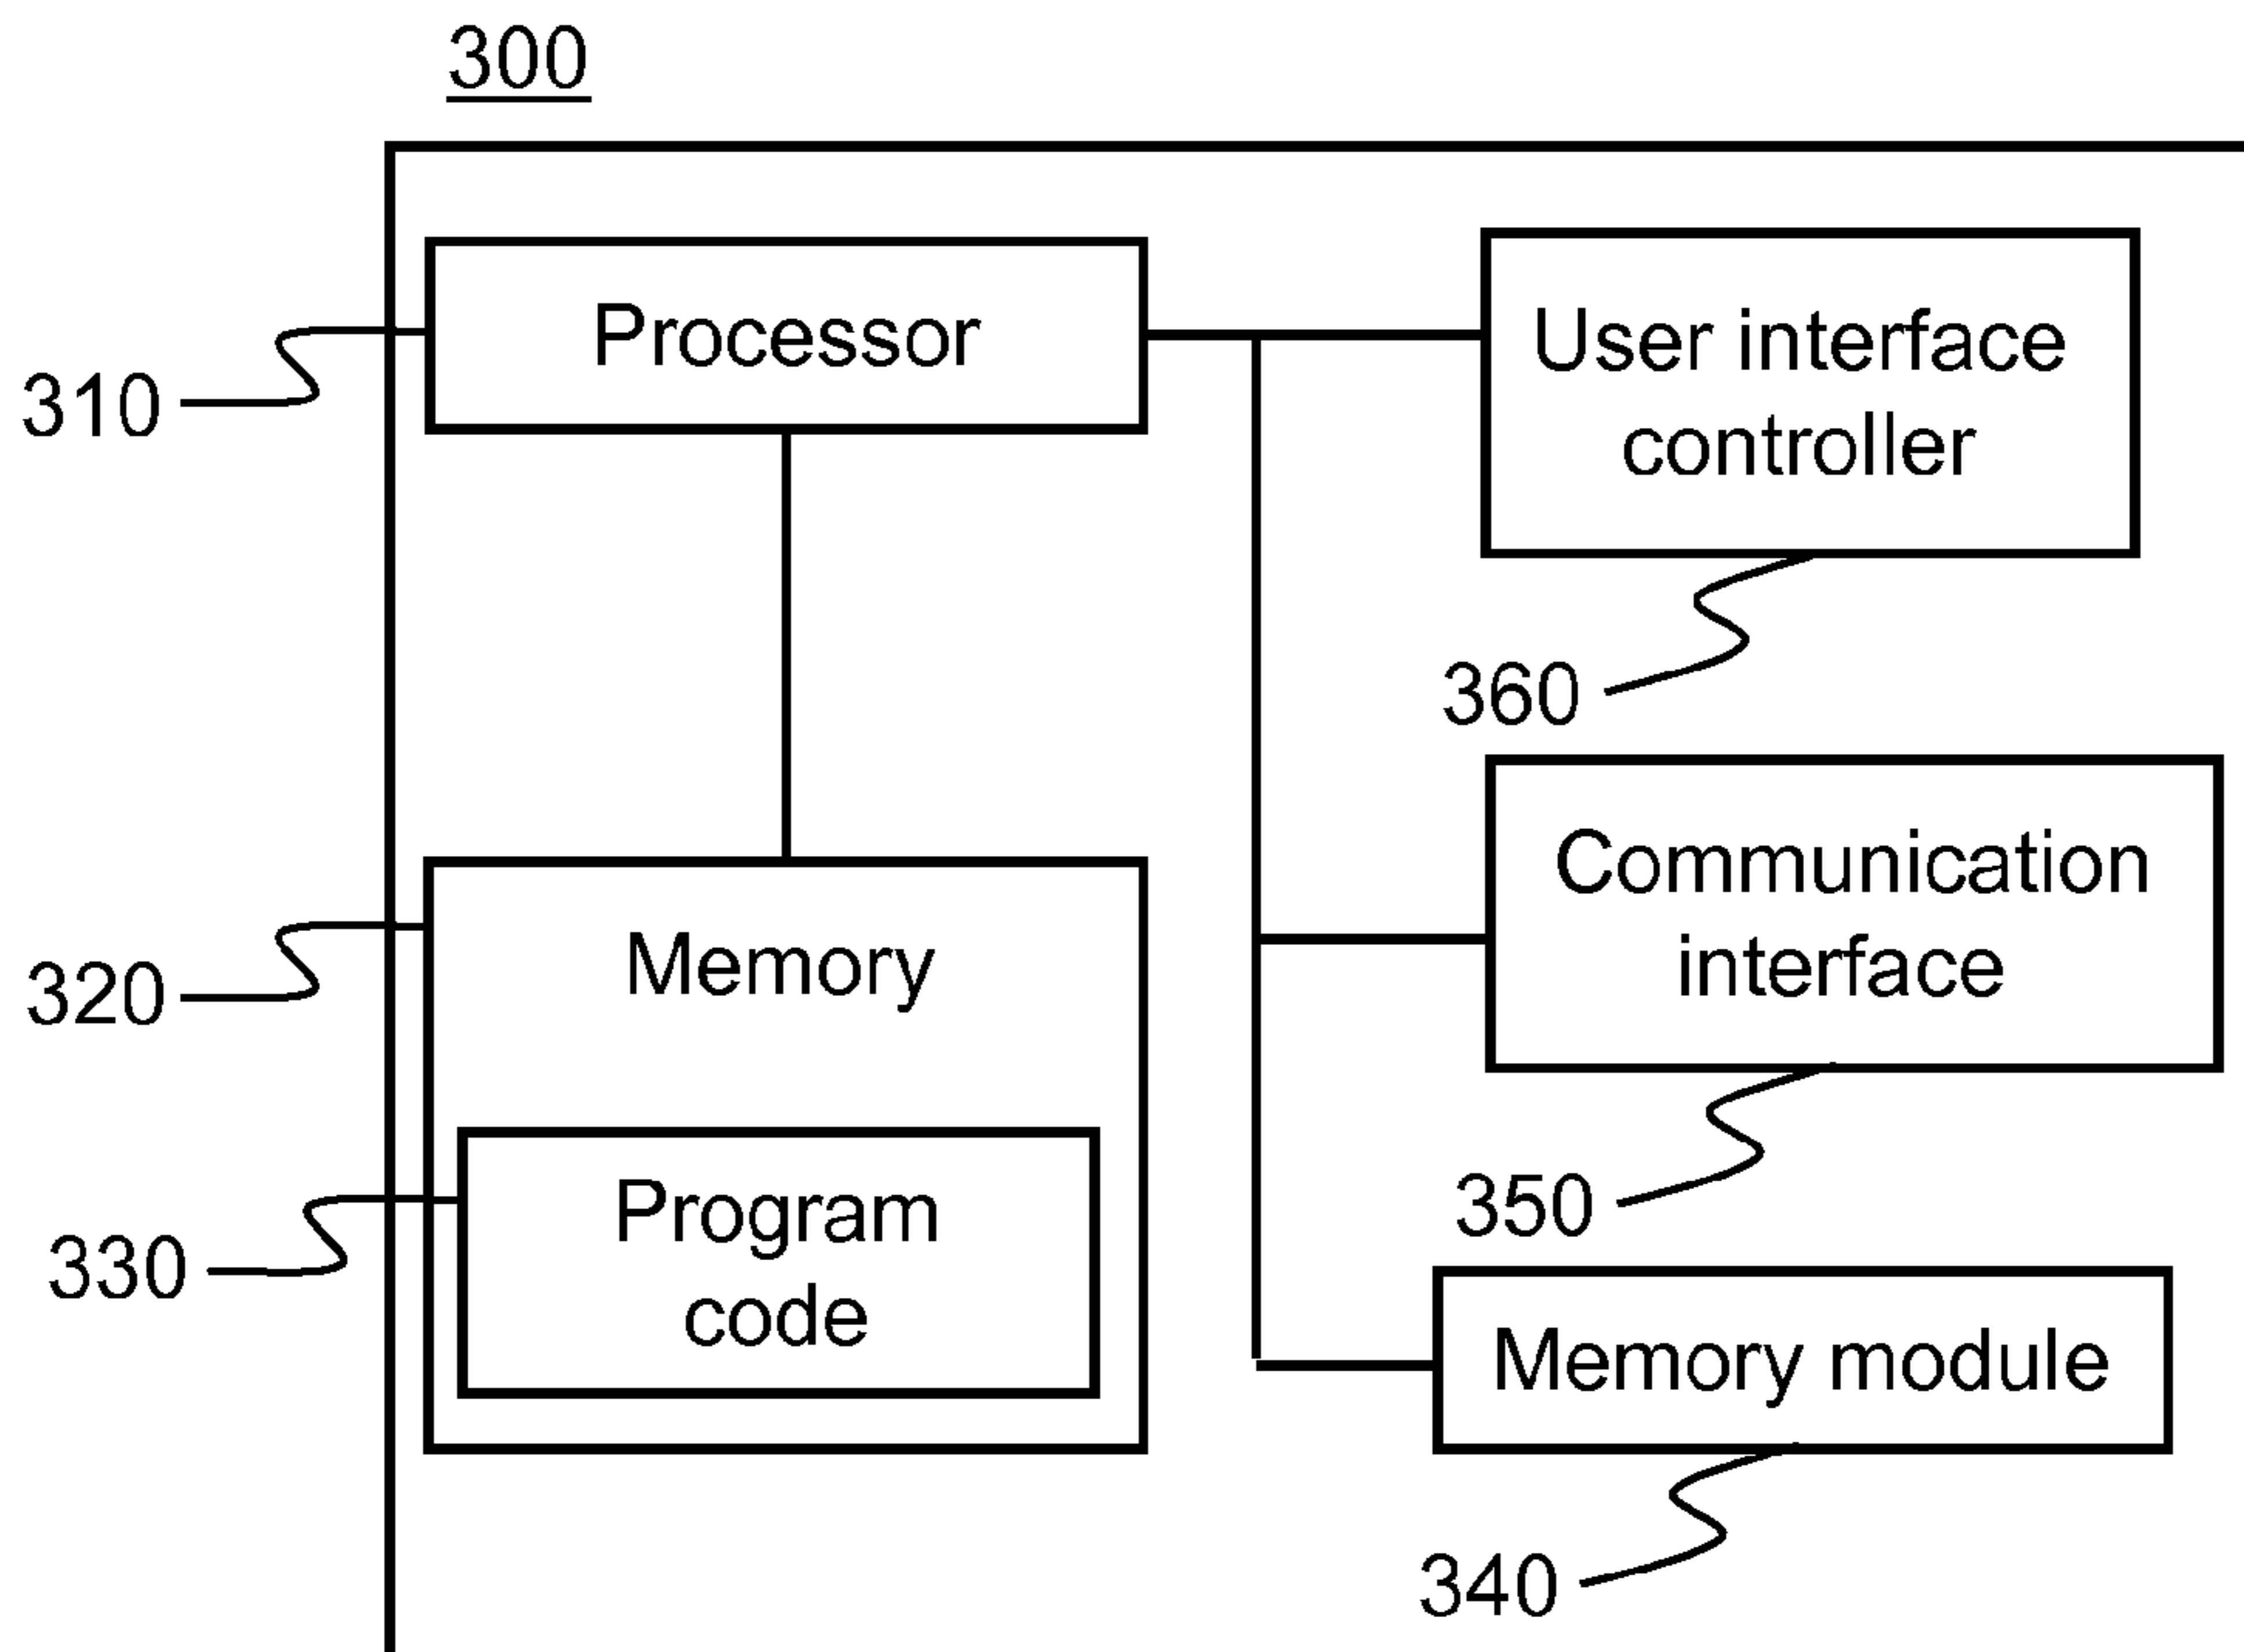 300
Processor
310
User interface
controller
360
Memory
320
Program
code
330
Communication
interface
350
Memory module
340